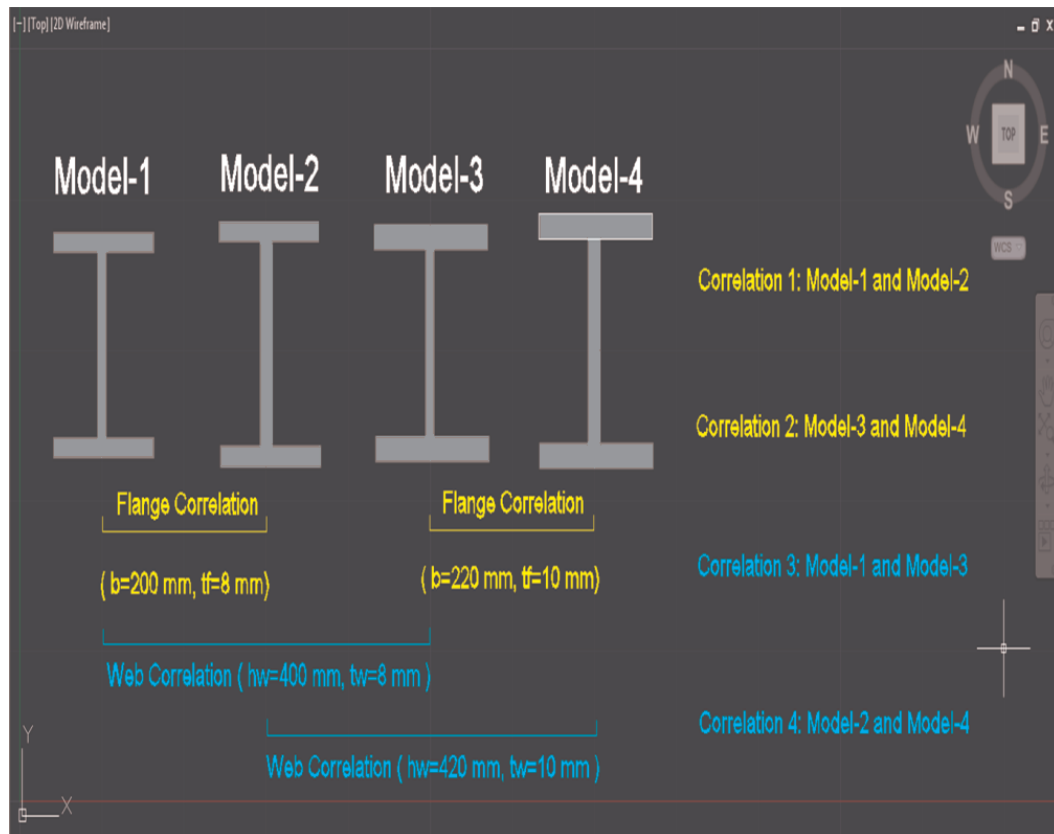 [−] [Top] [2D Wireframe]
N
W
TOP
E
S
WCS
Model-1
Model-2
Model-3
Model-4
Correlation 1: Model-1 and Model-2
Correlation 2: Model-3 and Model-4
Flange Correlation
Flange Correlation
( b=200 mm, tf=8 mm)
( b=220 mm, tf=10 mm)
Correlation 3: Model-1 and Model-3
Web Correlation ( hw=400 mm, tw=8 mm )
Correlation 4: Model-2 and Model-4
Web Correlation ( hw=420 mm, tw=10 mm )
Y
X